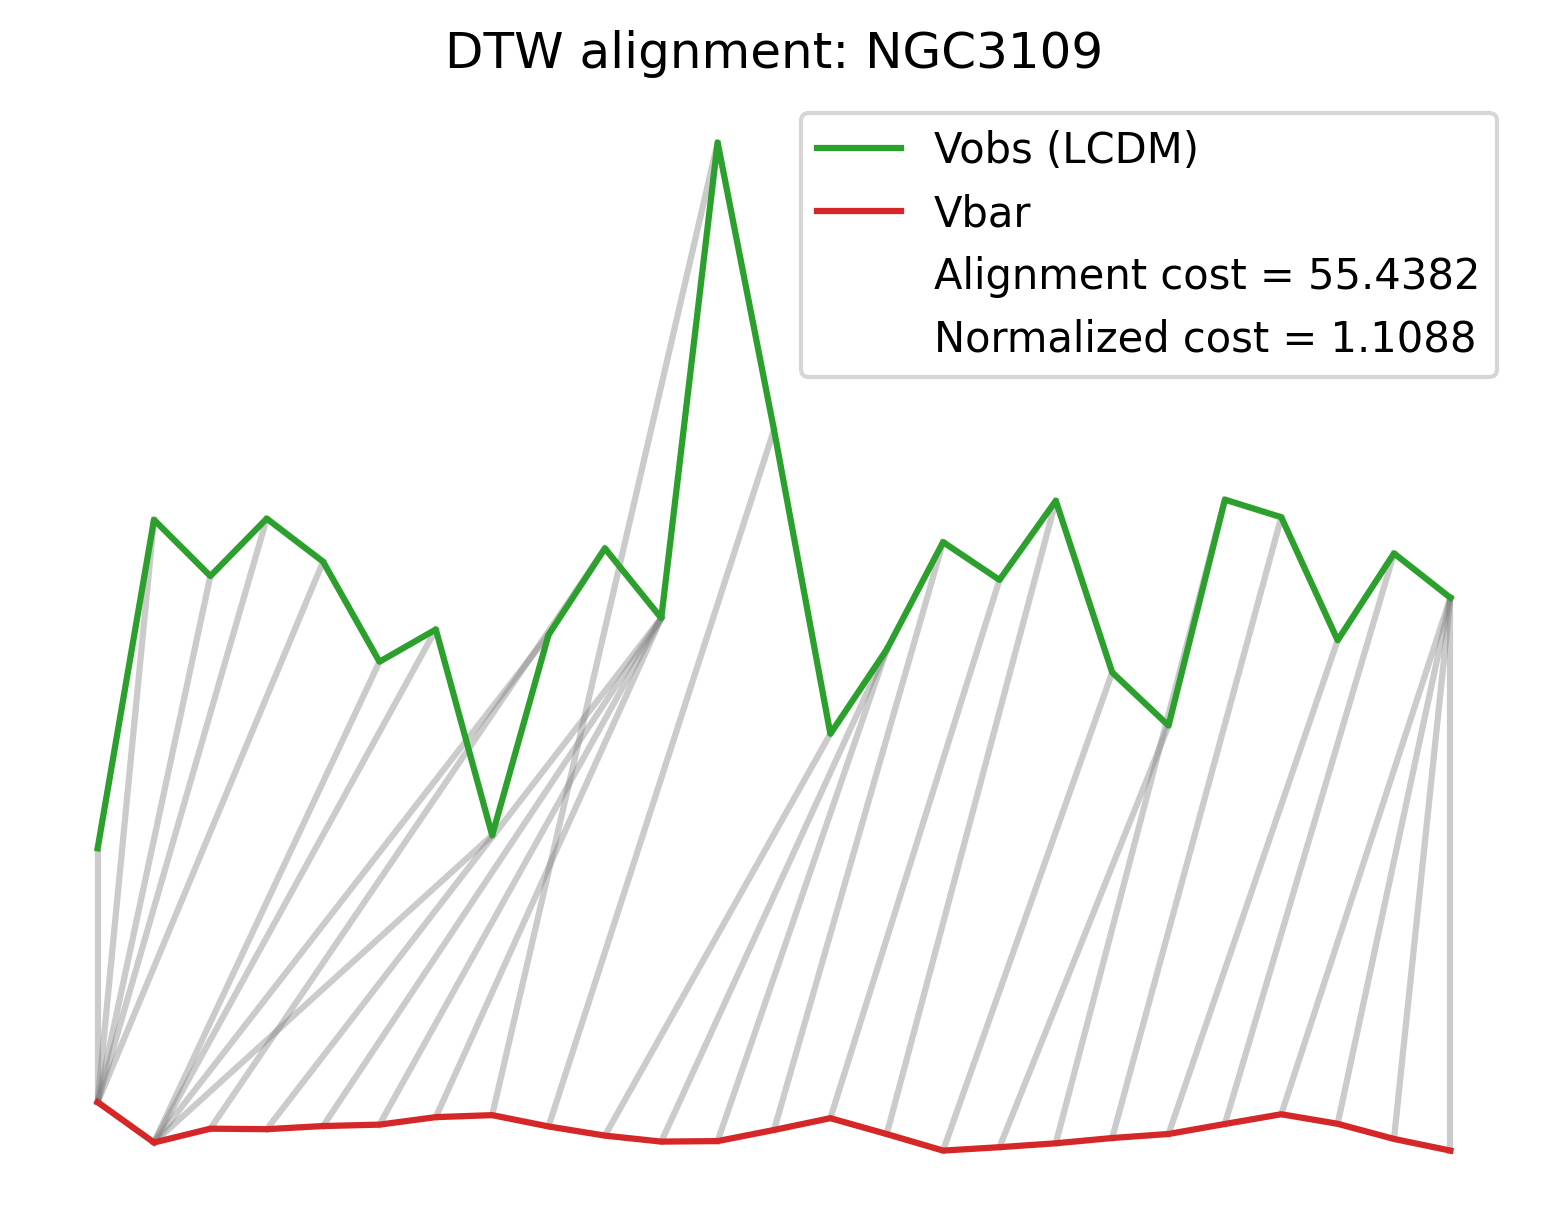 DTW alignment: NGC3109
Vobs (LCDM)
Vbar
Alignment cost = 55.4382
Normalized cost = 1.1088